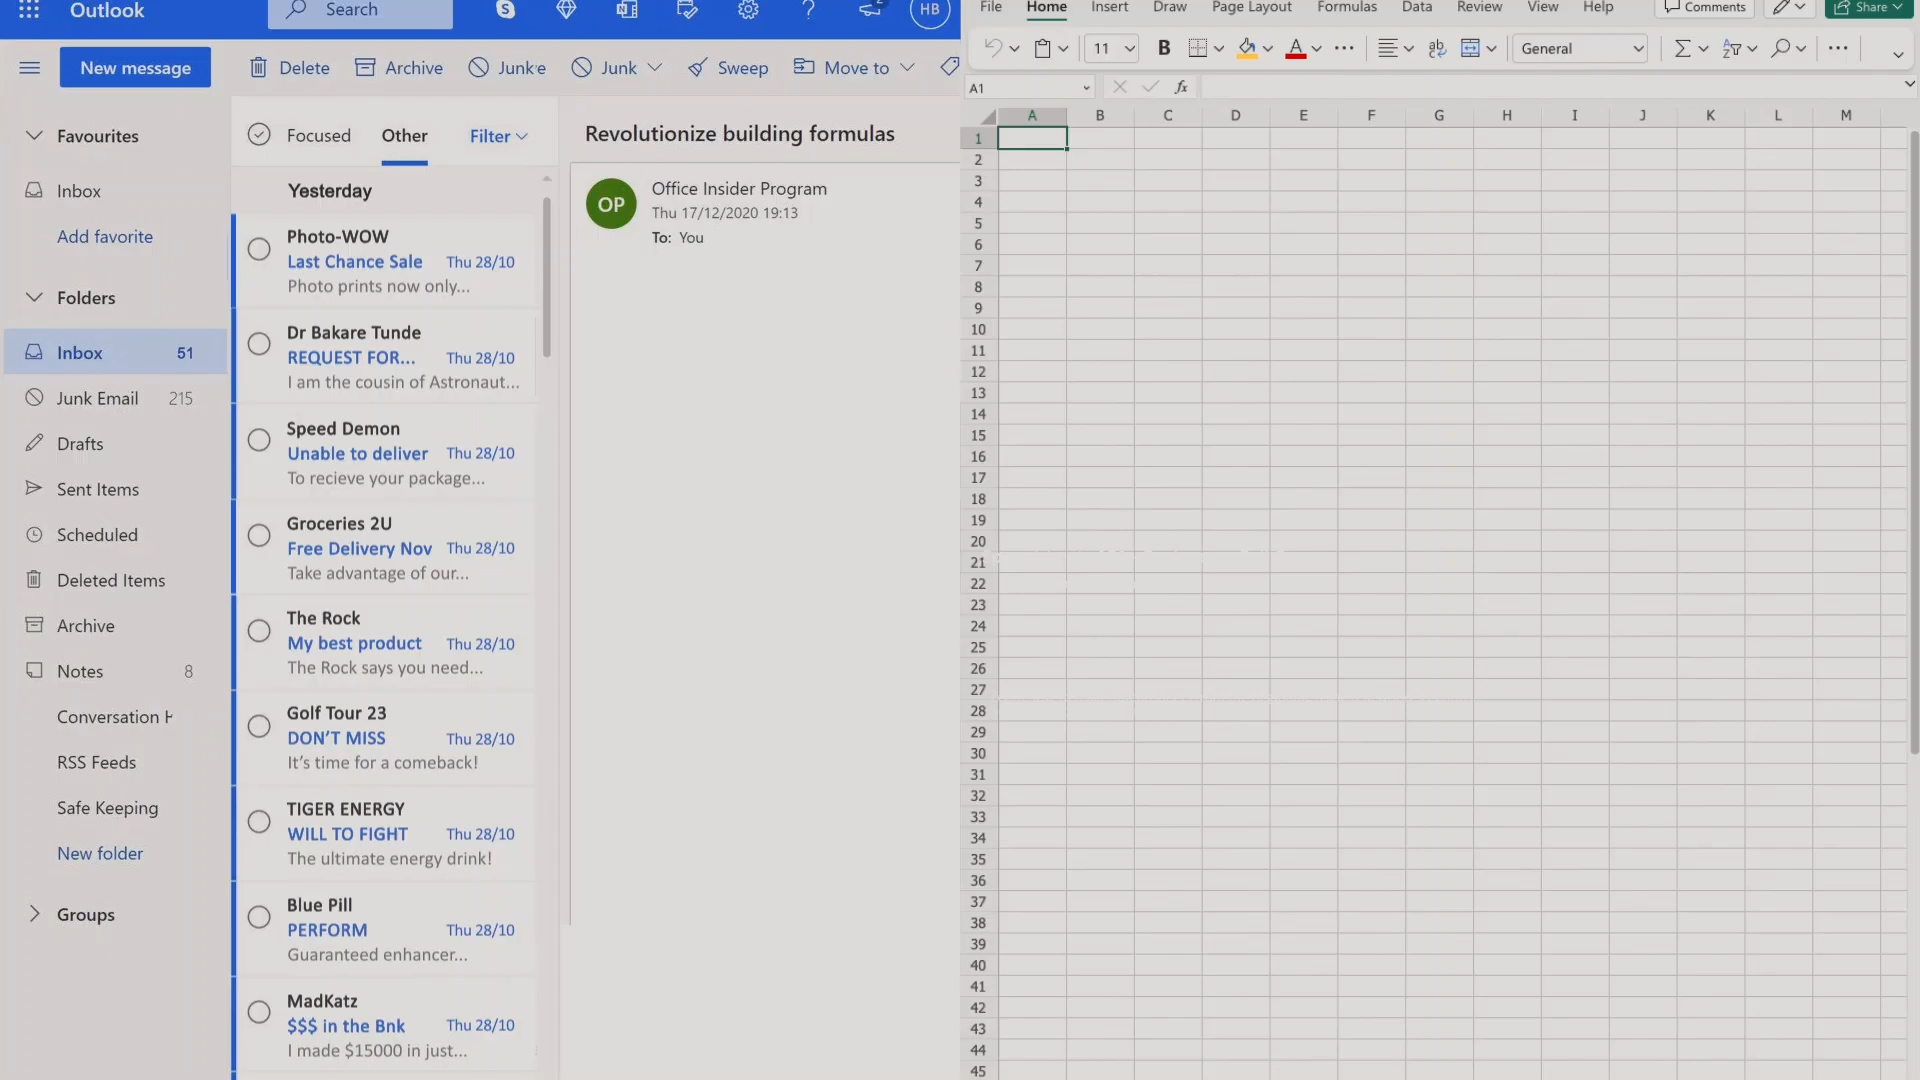 Outlook
Search
HB
New message
Delete
Archive
Junk
Sweep
Move to
Favourites
Inbox
Add favorite
Folders
Inbox 51
Junk Email 215
Drafts
Sent Items
Scheduled
Deleted Items
Archive
Notes 8
Conversation H
RSS Feeds
Safe Keeping
New folder
Groups
Focused
Other
Filter
Yesterday
Photo-WOW
Last Chance Sale Thu 28/10
Photo prints now only...
Dr Bakare Tunde
REQUEST FOR... Thu 28/10
I am the cousin of Astronaut...
Speed Demon
Unable to deliver Thu 28/10
To recieve your package...
Groceries 2U
Free Delivery Nov Thu 28/10
Take advantage of our...
The Rock
My best product Thu 28/10
The Rock says you need...
Golf Tour 23
DON'T MISS Thu 28/10
It's time for a comeback!
TIGER ENERGY
WILL TO FIGHT Thu 28/10
The ultimate energy drink!
Blue Pill
PERFORM Thu 28/10
Guaranteed enhancer...
MadKatz
$$$ in the Bnk Thu 28/10
I made $15000 in just...
Revolutionize building formulas
OP
Office Insider Program
Thu 17/12/2020 19:13
To: You
File Home Insert Draw Page Layout Formulas Data Review View Help Comments Share
11 B A General
A1 fx
A B C D E F G H I J K L M
1
2
3
4
5
6
7
8
9
10
11
12
13
14
15
16
17
18
19
20
21
22
23
24
25
26
27
28
29
30
31
32
33
34
35
36
37
38
39
40
41
42
43
44
45